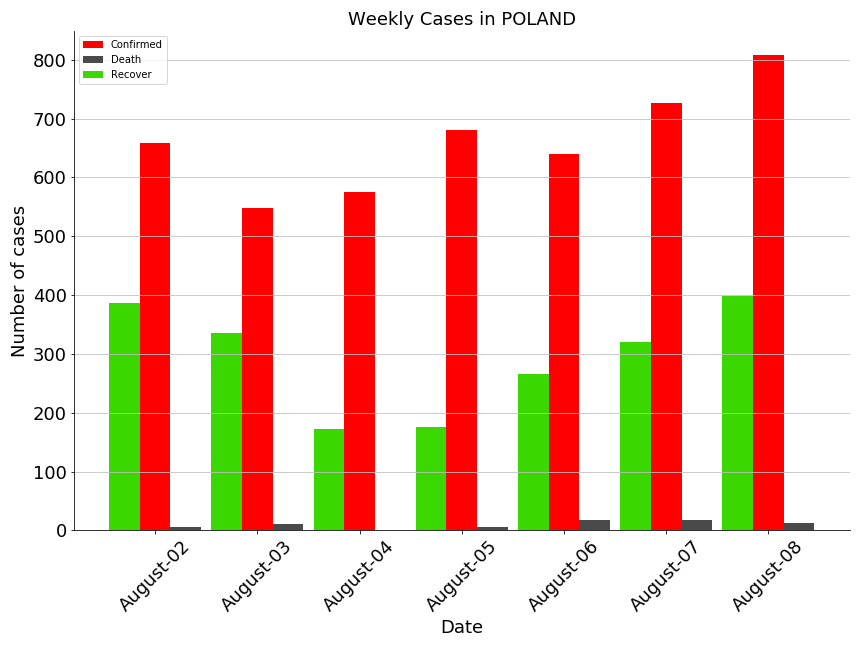 Weekly Cases in POLAND
Confirmed
Death
Recover
Number of cases
800
700
600
500
400
300
200
100
0
August-02
August-03
August-04
August-05
August-06
August-07
August-08
Date